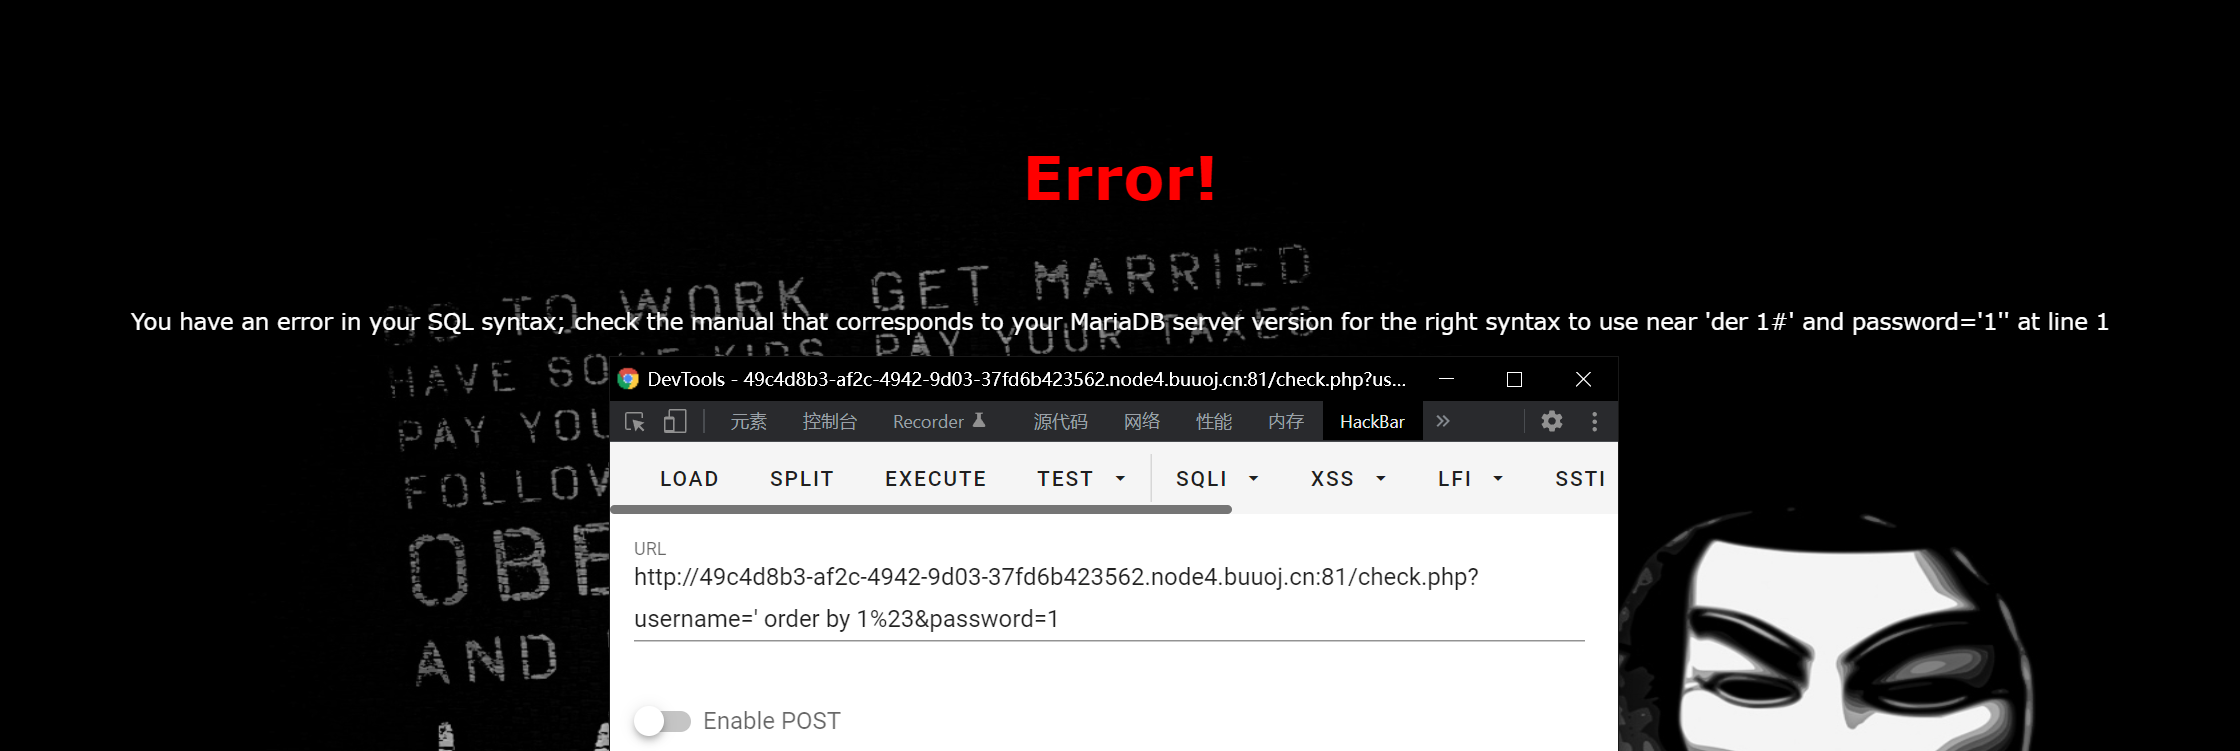 Error!
GO TO WORK, GET MARRIED
You have an error in your SQL syntax; check the manual that corresponds to your MariaDB server version for the right syntax to use near 'der 1#' and password='1'' at line 1
HAVE SOME KIDS, PAY YOUR TAXES
DevTools - 49c4d8b3-af2c-4942-9d03-37fd6b423562.node4.buuoj.cn:81/check.php?us...
PAY YOU
元素 控制台 Recorder 源代码 网络 性能 内存 HackBar »
FOLLOW
LOAD SPLIT EXECUTE TEST SQLI XSS LFI SSTI
OBE
URL
http://49c4d8b3-af2c-4942-9d03-37fd6b423562.node4.buuoj.cn:81/check.php?
username=' order by 1%23&password=1
AND
Enable POST